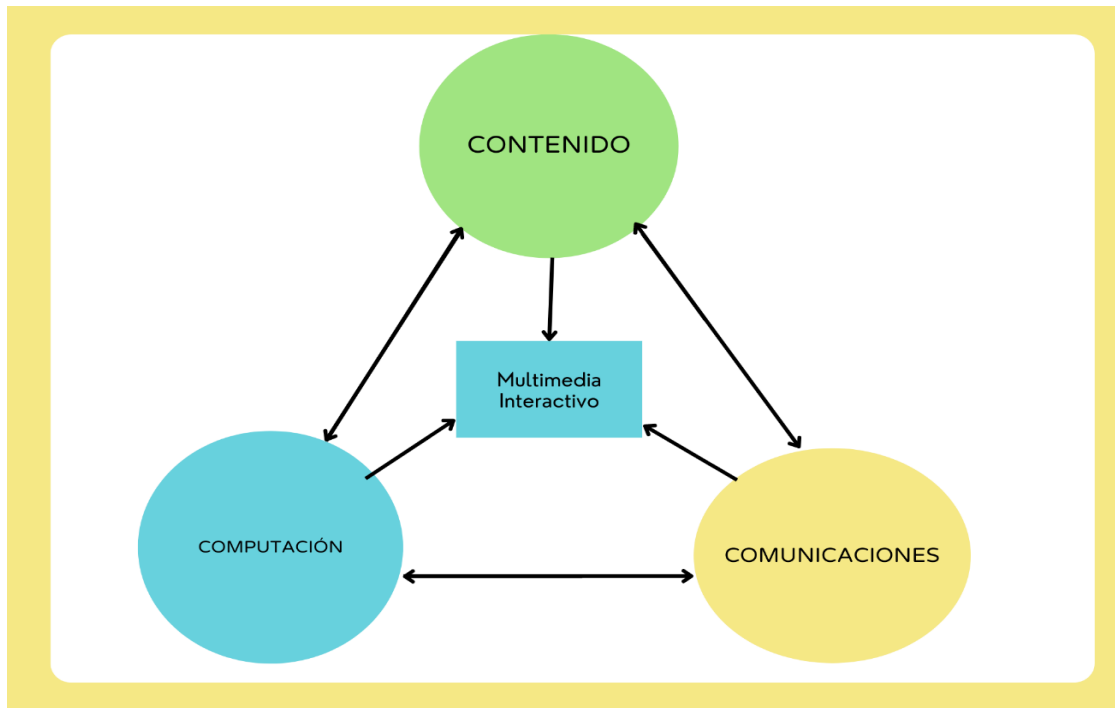 CONTENIDO
Multimedia
Interactivo
COMPUTACIÓN
COMUNICACIONES